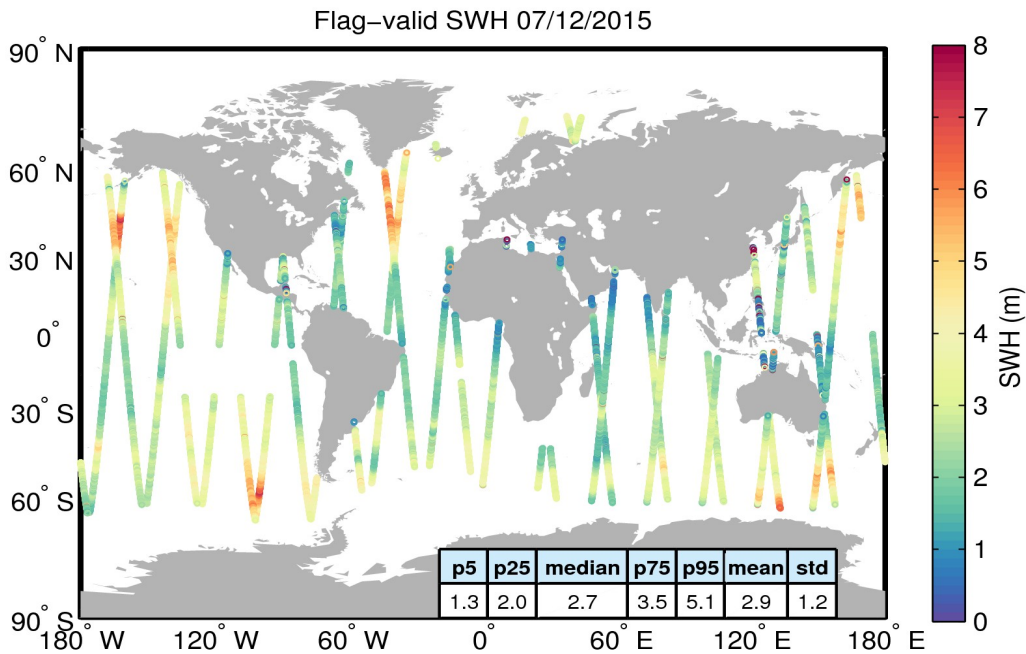 Flag−valid SWH 07/12/2015
90° N
60° N
30° N
0°
30° S
60° S
90° S
180° W
120° W
60° W
0°
60° E
120° E
180° E
p5 p25 median p75 p95 mean std
1.3 2.0 2.7 3.5 5.1 2.9 1.2
8
7
6
5
4
3
2
1
0
SWH (m)